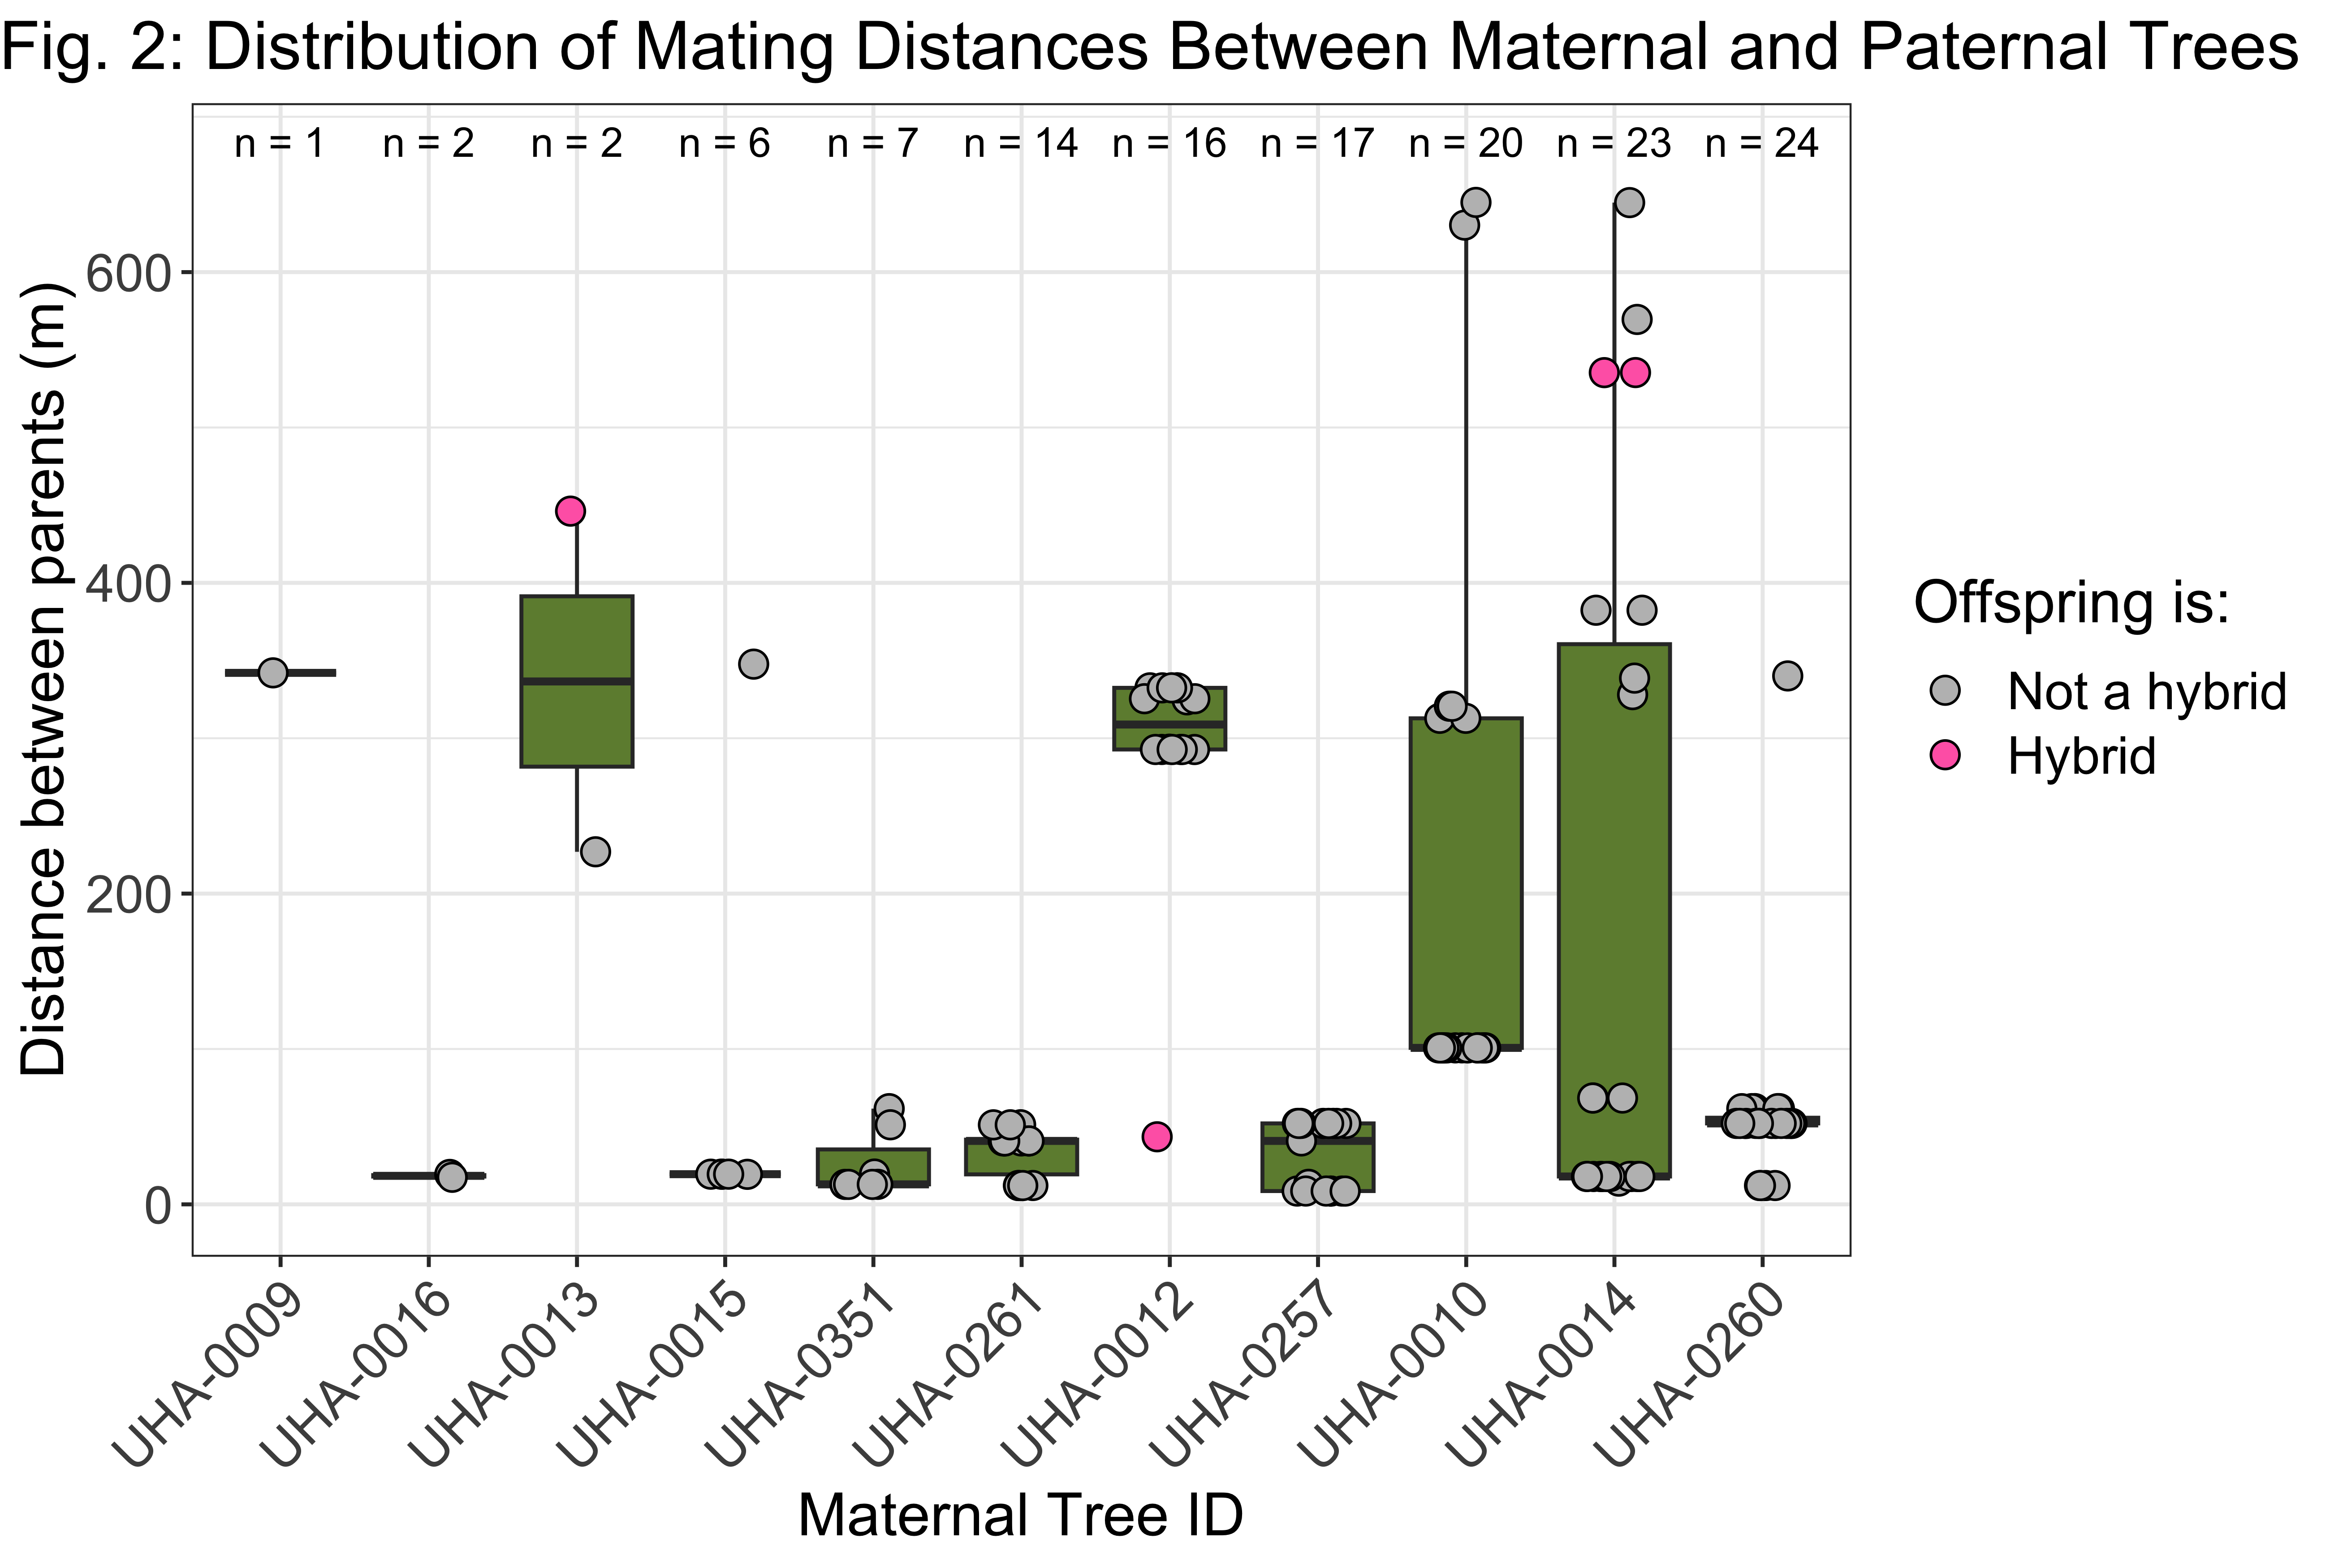 Fig. 2: Distribution of Mating Distances Between Maternal and Paternal Trees
n = 1 n = 2 n = 2 n = 6 n = 7 n = 14 n = 16 n = 17 n = 20 n = 23 n = 24
Distance between parents (m)
600
400
200
0
UHA-0009 UHA-0016 UHA-0013 UHA-0015 UHA-0351 UHA-0261 UHA-0012 UHA-0257 UHA-0010 UHA-0014 UHA-0260
Maternal Tree ID
Offspring is:
Not a hybrid
Hybrid